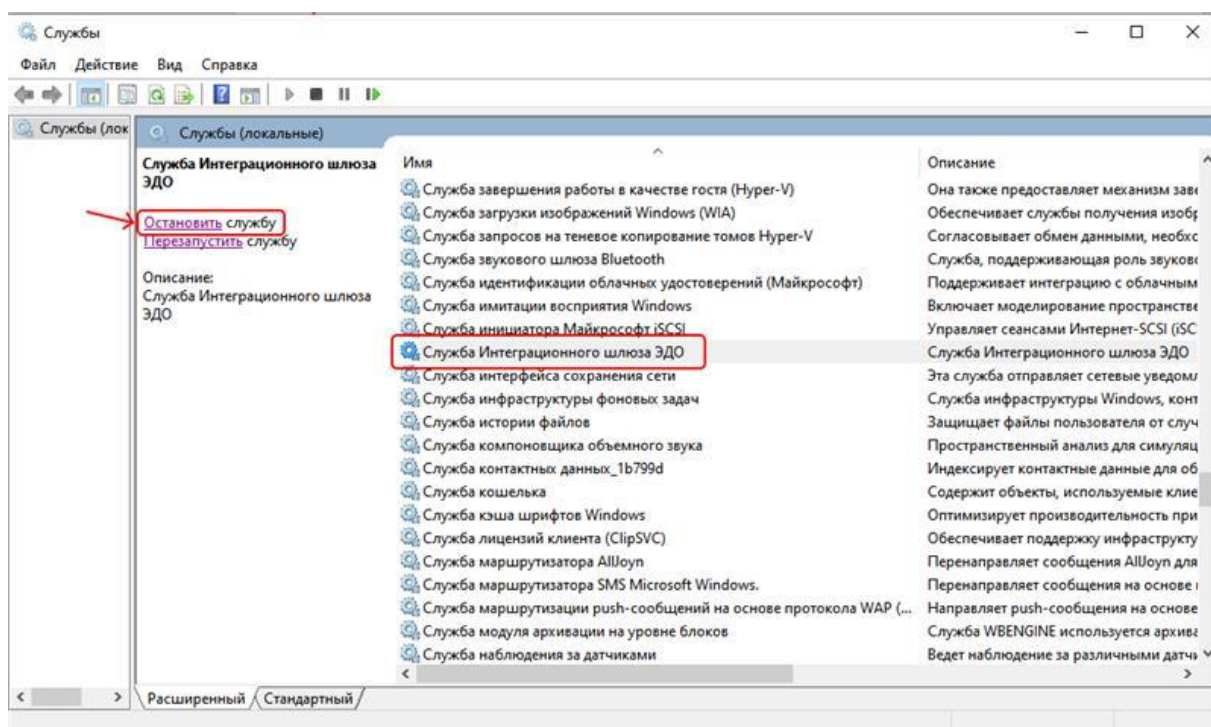 Службы
Файл Действие Вид Справка
Службы (лок
Службы (локальные)
Служба Интеграционного шлюза
ЭДО
Остановить службу
Перезапустить службу
Описание:
Служба Интеграционного шлюза
ЭДО
Имя Описание
Служба завершения работы в качестве гостя (Hyper-V) Она также предоставляет механизм заве
Служба загрузки изображений Windows (WIA) Обеспечивает службы получения изобр
Служба запросов на теневое копирование томов Hyper-V Согласовывает обмен данными, необхс
Служба звукового шлюза Bluetooth Служба, поддерживающая роль звуково
Служба идентификации облачных удостоверений (Майкрософт) Поддерживает интеграцию с облачным
Служба имитации восприятия Windows Включает моделирование пространстве
Служба инициатора Майкрософт iSCSI Управляет сеансами Интернет-SCSI (iSC
Служба Интеграционного шлюза ЭДО Служба Интеграционного шлюза ЭДО
Служба интерфейса сохранения сети Эта служба отправляет сетевые уведомл
Служба инфраструктуры фоновых задач Служба инфраструктуры Windows, конт
Служба истории файлов Защищает файлы пользователя от случ
Служба компоновщика объемного звука Пространственный анализ для симуляц
Служба контактных данных_1b799d Индексирует контактные данные для об
Служба кошелька Содержит объекты, используемые клие
Служба кэша шрифтов Windows Оптимизирует производительность при
Служба лицензий клиента (ClipSVC) Обеспечивает поддержку инфраструкту
Служба маршрутизатора AllJoyn Перенаправляет сообщения AllJoyn для
Служба маршрутизатора SMS Microsoft Windows. Перенаправляет сообщения на основе
Служба маршрутизации push-сообщений на основе протокола WAP (... Направляет push-сообщения на основе
Служба модуля архивации на уровне блоков Служба WBENGINE используется архива
Служба наблюдения за датчиками Ведет наблюдение за различными датч
Расширенный Стандартный